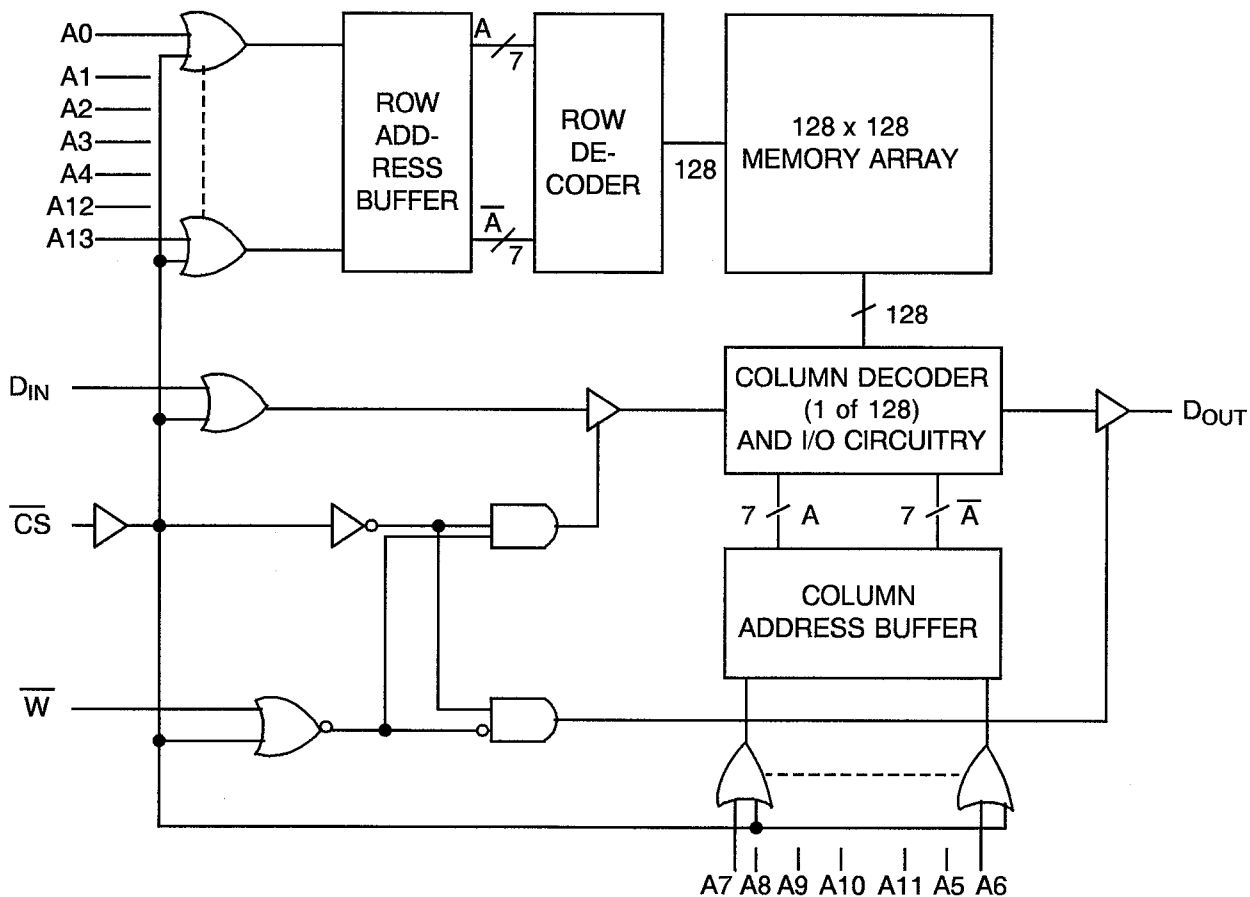 A0
A1
A2
A3
A4
A12
A13
ROW
ADD-
RESS
BUFFER
A
7
A̅
7
ROW
DE-
CODER
128
128 x 128
MEMORY ARRAY
128
DIN
COLUMN DECODER
(1 of 128)
AND I/O CIRCUITRY
DOUT
C̅S̅
7 A
7 A̅
COLUMN
ADDRESS BUFFER
W̅
A7 A8 A9 A10 A11 A5 A6